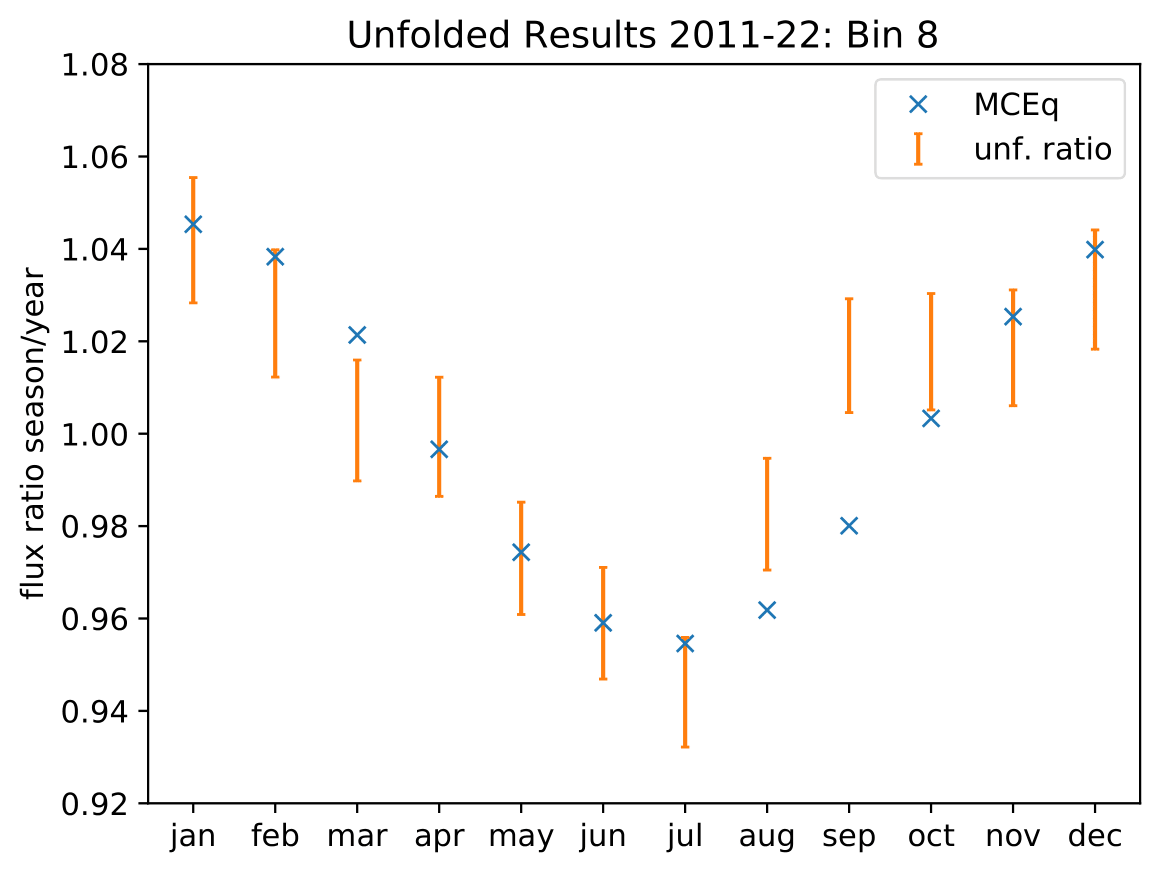 Unfolded Results 2011-22: Bin 8
1.08
1.06
1.04
1.02
1.00
0.98
0.96
0.94
0.92
flux ratio season/year
MCEq
unf. ratio
jan feb mar apr may jun jul aug sep oct nov dec